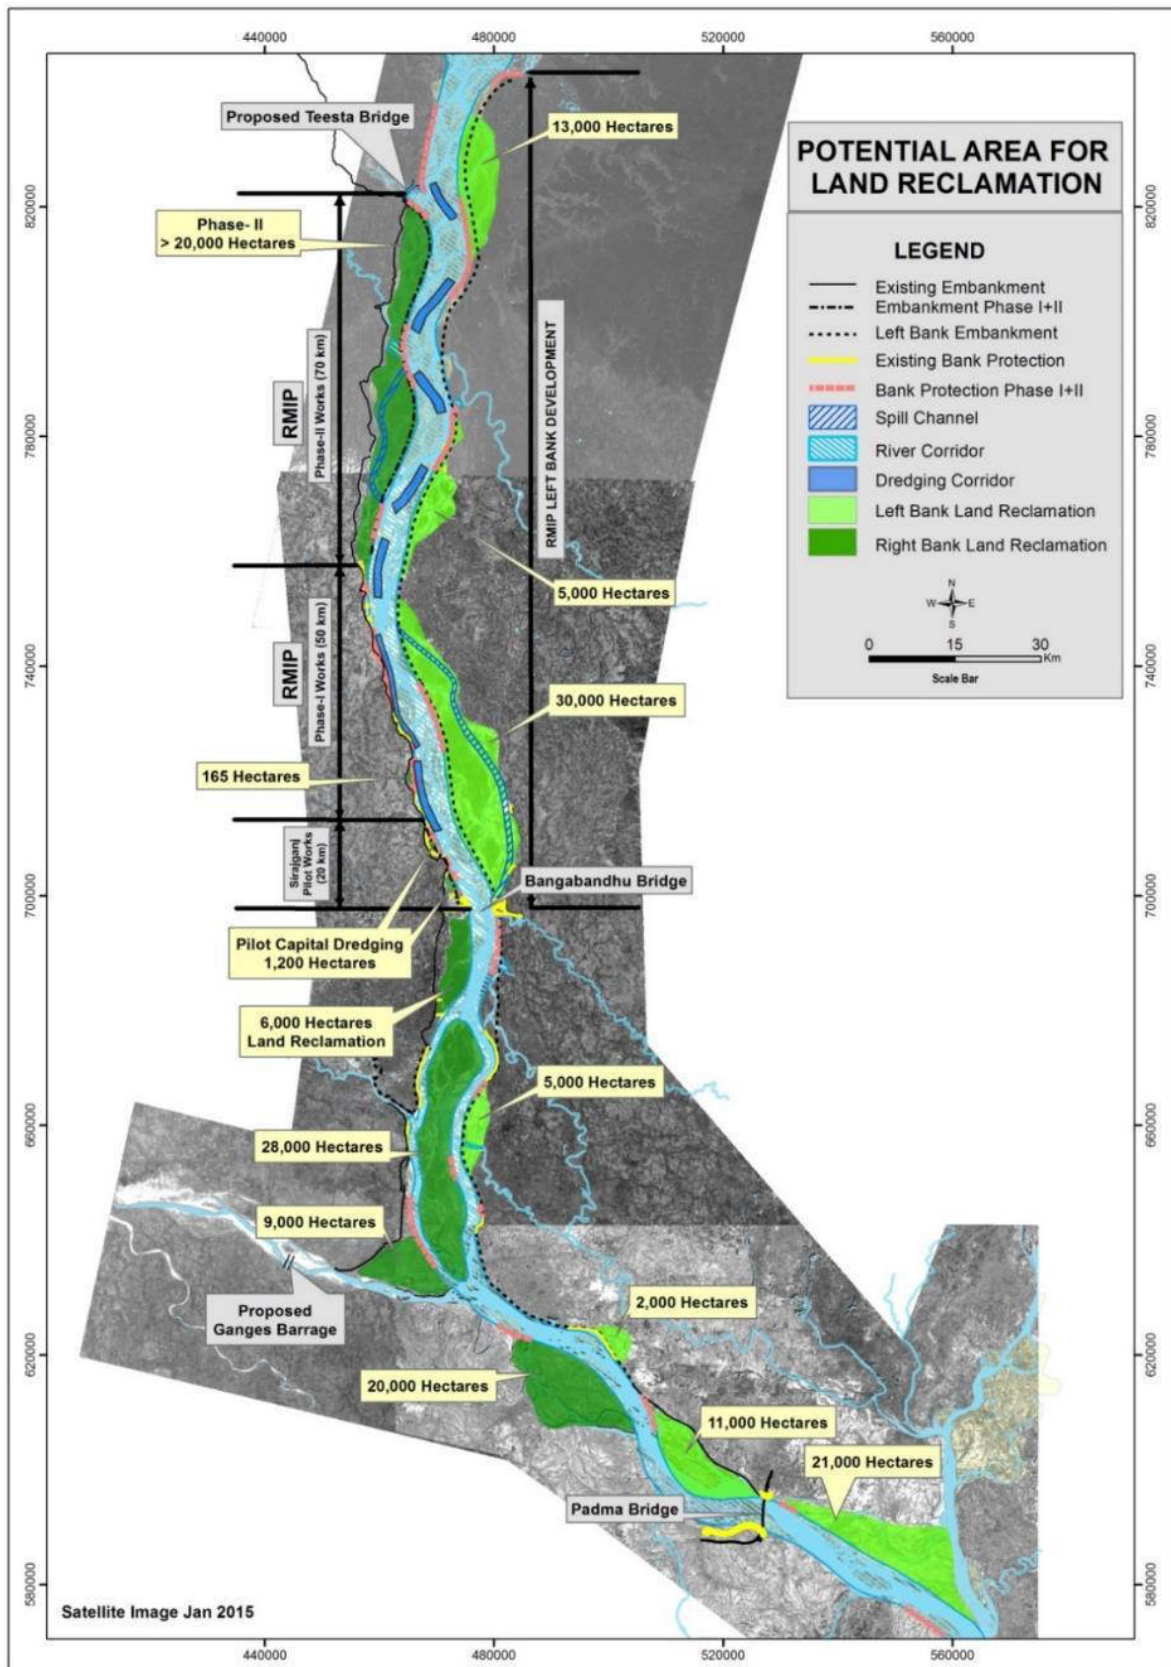 440000
480000
520000
560000
Proposed Teesta Bridge
13,000 Hectares
POTENTIAL AREA FOR
LAND RECLAMATION
820000
820000
Phase- II
> 20,000 Hectares
LEGEND
Existing Embankment
Embankment Phase I+II
Left Bank Embankment
Existing Bank Protection
Bank Protection Phase I+II
Spill Channel
River Corridor
Dredging Corridor
Left Bank Land Reclamation
Right Bank Land Reclamation
N
W
E
S
0
15
30
Km
Scale Bar
RMIP
Phase-II Works (70 km)
RMIP LEFT BANK DEVELOPMENT
780000
780000
5,000 Hectares
RMIP
Phase-I Works (50 km)
740000
740000
30,000 Hectares
165 Hectares
Sirajganj
Pilot Works
(20 km)
Bangabandhu Bridge
700000
700000
Pilot Capital Dredging
1,200 Hectares
6,000 Hectares
Land Reclamation
5,000 Hectares
660000
660000
28,000 Hectares
9,000 Hectares
Proposed
Ganges Barrage
2,000 Hectares
620000
620000
20,000 Hectares
11,000 Hectares
21,000 Hectares
Padma Bridge
580000
580000
Satellite Image Jan 2015
440000
480000
520000
560000